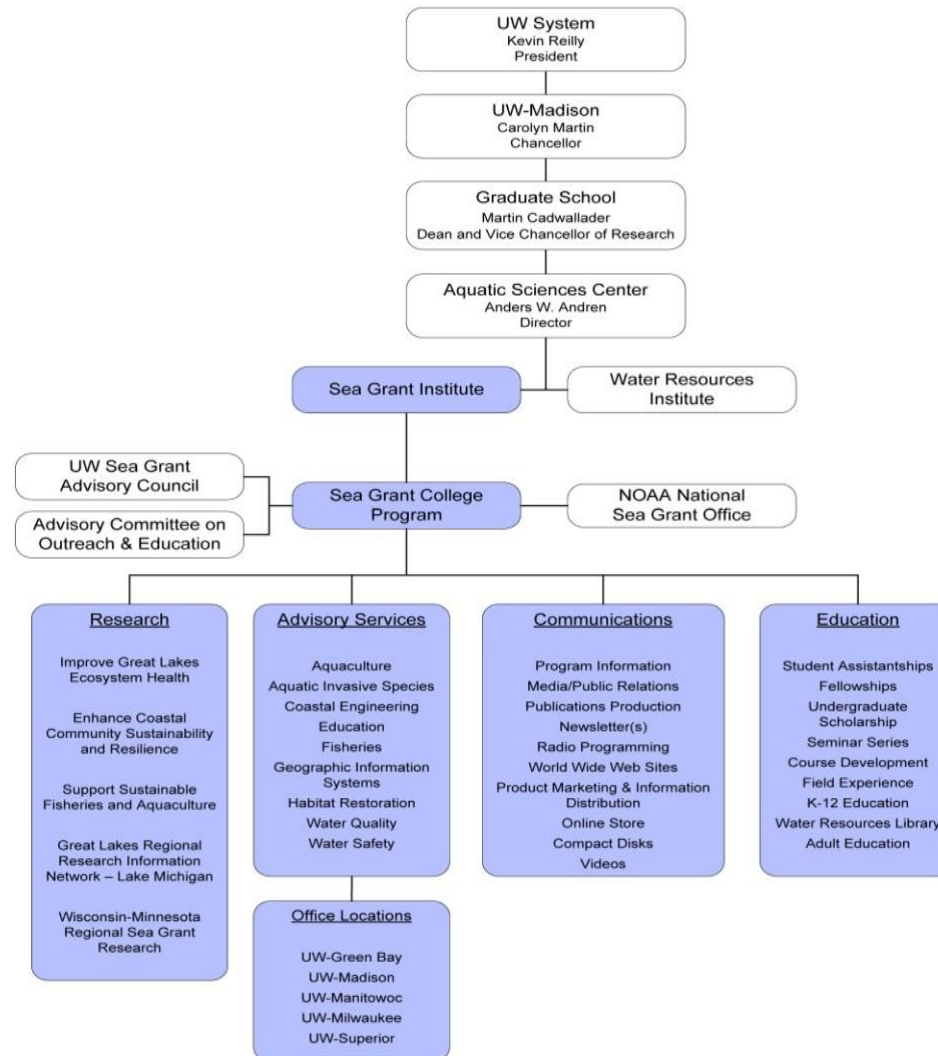 UW System
Kevin Reilly
President
UW-Madison
Carolyn Martin
Chancellor
Graduate School
Martin Cadwallader
Dean and Vice Chancellor of Research
Aquatic Sciences Center
Anders W. Andren
Director
Sea Grant Institute
Water Resources
Institute
UW Sea Grant
Advisory Council
Advisory Committee on
Outreach & Education
Sea Grant College
Program
NOAA National
Sea Grant Office
Research
Improve Great Lakes
Ecosystem Health
Enhance Coastal
Community Sustainability
and Resilience
Support Sustainable
Fisheries and Aquaculture
Great Lakes Regional
Research Information
Network – Lake Michigan
Wisconsin-Minnesota
Regional Sea Grant
Research
Advisory Services
Aquaculture
Aquatic Invasive Species
Coastal Engineering
Education
Fisheries
Geographic Information
Systems
Habitat Restoration
Water Quality
Water Safety
Office Locations
UW-Green Bay
UW-Madison
UW-Manitowoc
UW-Milwaukee
UW-Superior
Communications
Program Information
Media/Public Relations
Publications Production
Newsletter(s)
Radio Programming
World Wide Web Sites
Product Marketing & Information
Distribution
Online Store
Compact Disks
Videos
Education
Student Assistantships
Fellowships
Undergraduate
Scholarship
Seminar Series
Course Development
Field Experience
K-12 Education
Water Resources Library
Adult Education